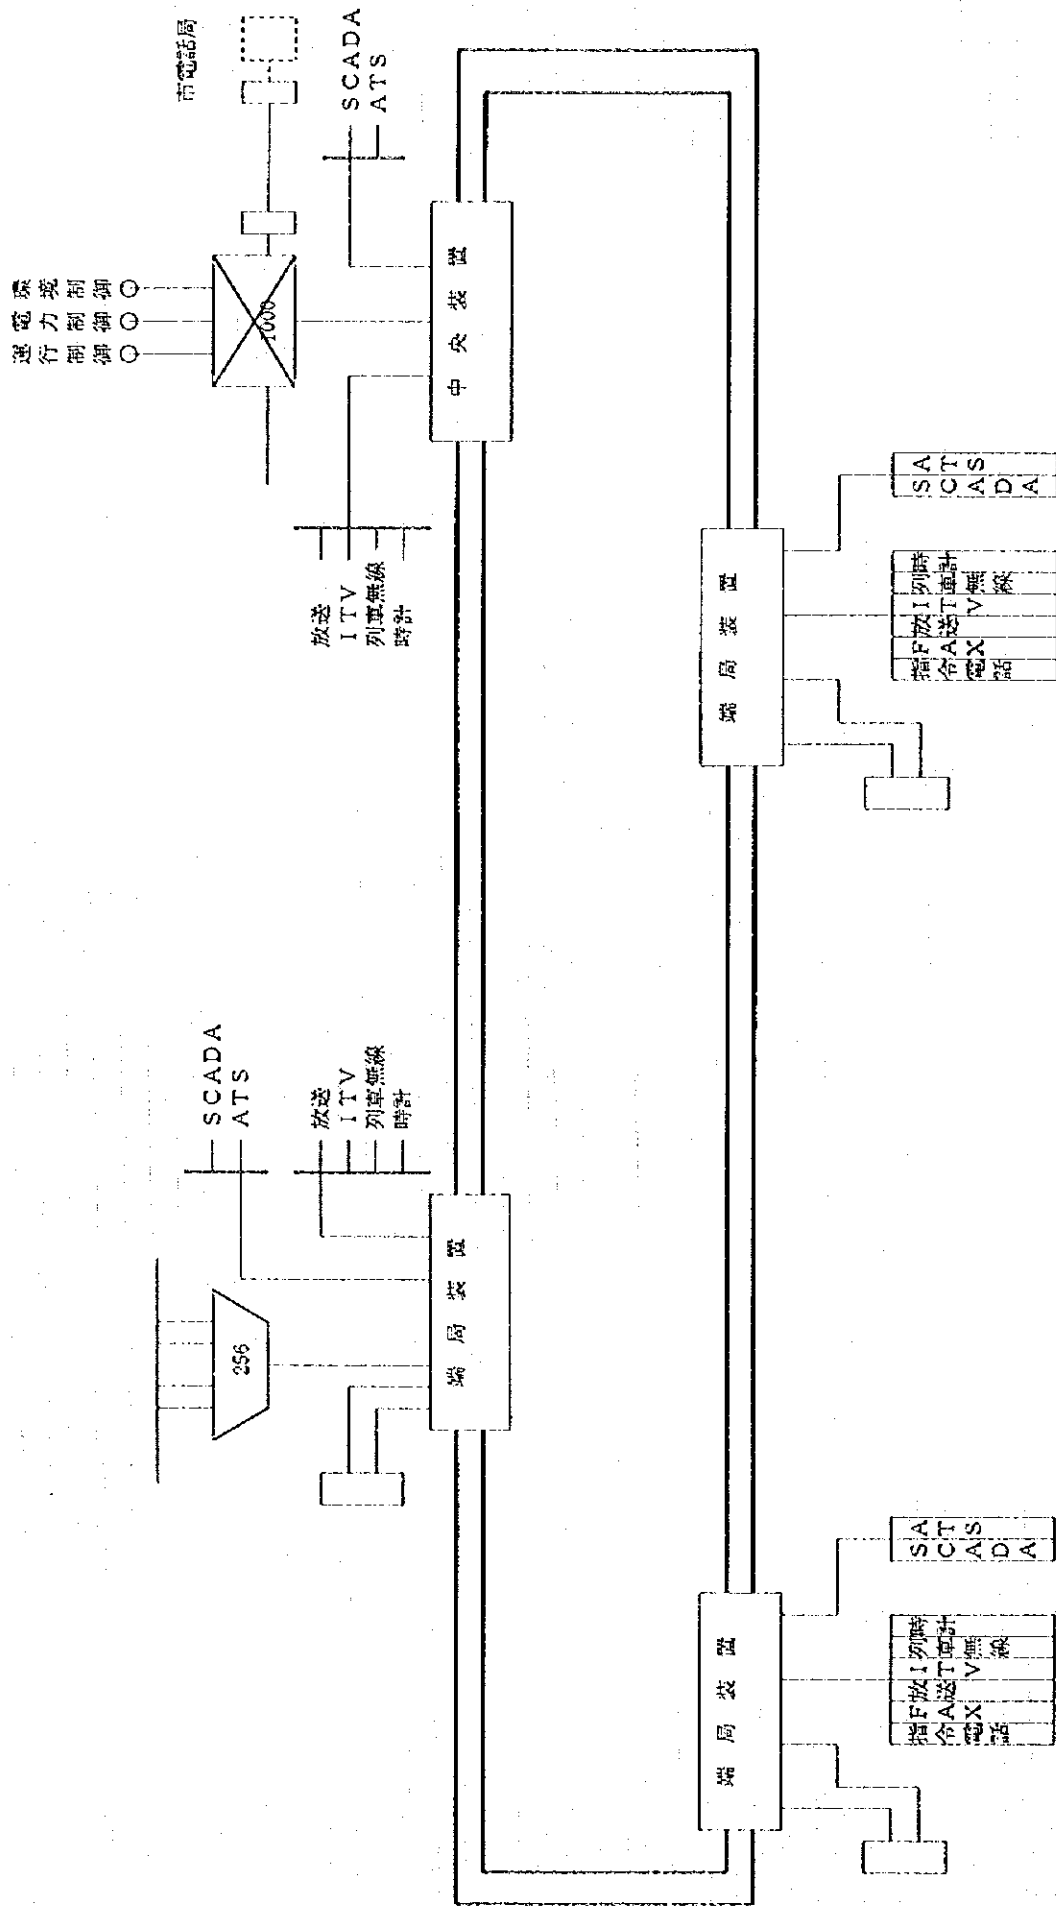 環境制御
電力制御
運行制御
市電話局
1000
SCADA
ATS
放送
ITV
列車無線
時計
中央装置
SCADA
ATS
放送
ITV
列車無線
時計
256
端局装置
端局装置
指令電話
FAX
放送
ITV
列車無線
時計
SCADA
ATS
端局装置
指令電話
FAX
放送
ITV
列車無線
時計
SCADA
ATS